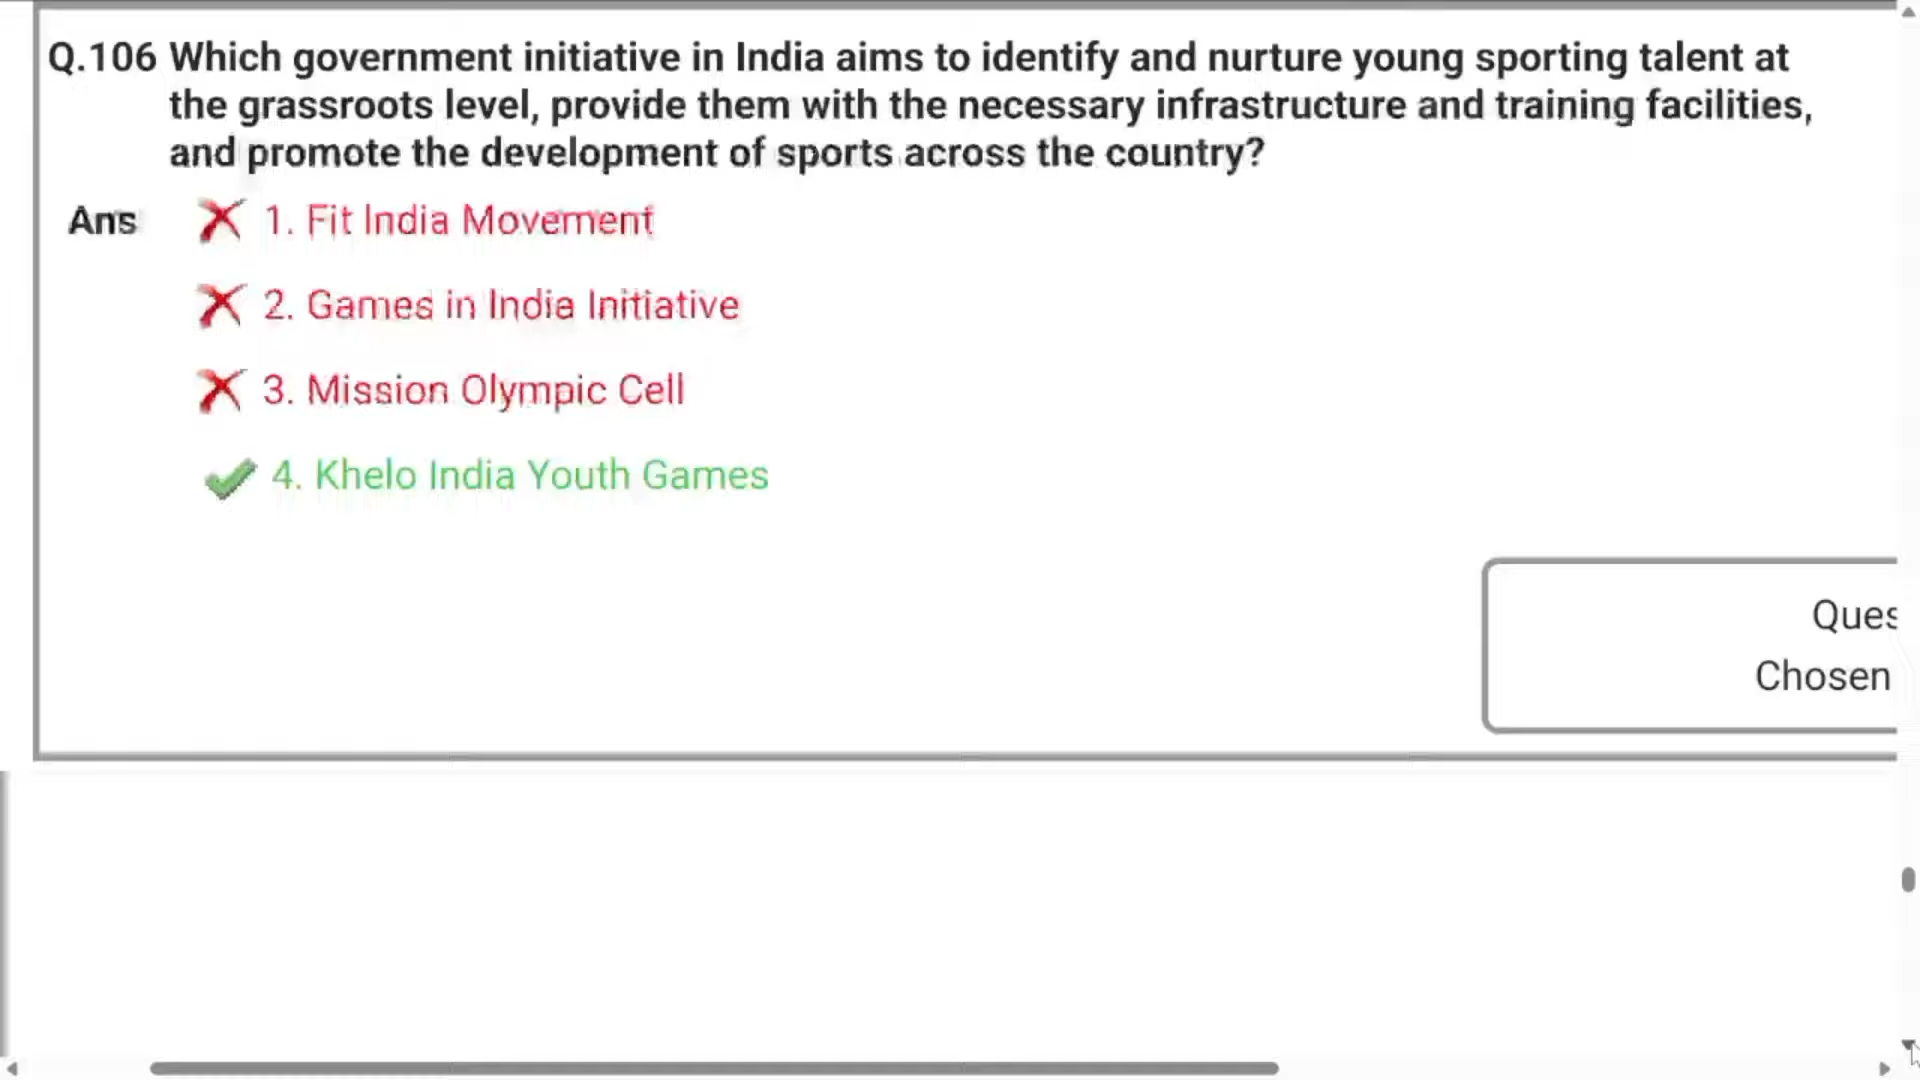 Q.106 Which government initiative in India aims to identify and nurture young sporting talent at
the grassroots level, provide them with the necessary infrastructure and training facilities,
and promote the development of sports across the country?
Ans 1. Fit India Movement
2. Games in India Initiative
3. Mission Olympic Cell
4. Khelo India Youth Games
Ques
Chosen